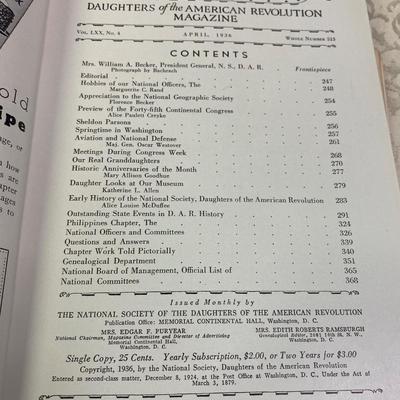 DAUGHTERS of the AMERICAN REVOLUTION
MAGAZINE
VOL. LXX, No. 4 APRIL, 1936 WHOLE NUMBER 525
CONTENTS
Mrs. William A. Becker, President General, N. S., D. A. R. Frontispiece
Photograph by Bachrach
Editorial 247
Hobbies of our National Officers, The 248
Marguerite C. Rand
Appreciation to the National Geographic Society 254
Florence Becker
Preview of the Forty-fifth Continental Congress 255
Alice Paulett Creyke
Sheldon Parsons 256
Springtime in Washington 257
Aviation and National Defense 261
Maj. Gen. Oscar Westover
Meetings During Congress Week 268
Our Real Granddaughters 270
Historic Anniversaries of the Month 277
Mary Allison Goodhue
Daughter Looks at Our Museum 279
Katherine L. Allen
Early History of the National Society, Daughters of the American Revolution 283
Alice Louise McDuffee
Outstanding State Events in D. A. R. History 291
Philippines Chapter, The 324
National Officers and Committees 326
Questions and Answers 339
Chapter Work Told Pictorially 340
Genealogical Department 351
National Board of Management, Official List of 365
National Committees 368
Issued Monthly by
THE NATIONAL SOCIETY OF THE DAUGHTERS OF THE AMERICAN REVOLUTION
Publication Office: MEMORIAL CONTINENTAL HALL, Washington, D. C.
MRS. EDGAR F. PURYEAR MRS. EDITH ROBERTS RAMSBURGH
National Chairman, Magazine Committee and Director of Advertising Genealogical Editor, 2081 16th St. N. W.
Memorial Continental Hall, Washington, D. C.
Washington, D. C.
Single Copy, 25 Cents. Yearly Subscription, $2.00, or Two Years for $3.00
Copyright, 1936, by the National Society, Daughters of the American Revolution
Entered as second-class matter, December 8, 1924, at the Post Office at Washington, D. C., Under the Act of
March 3, 1879.
old
ipe
age, or
n how
of this
apter
ages
s to